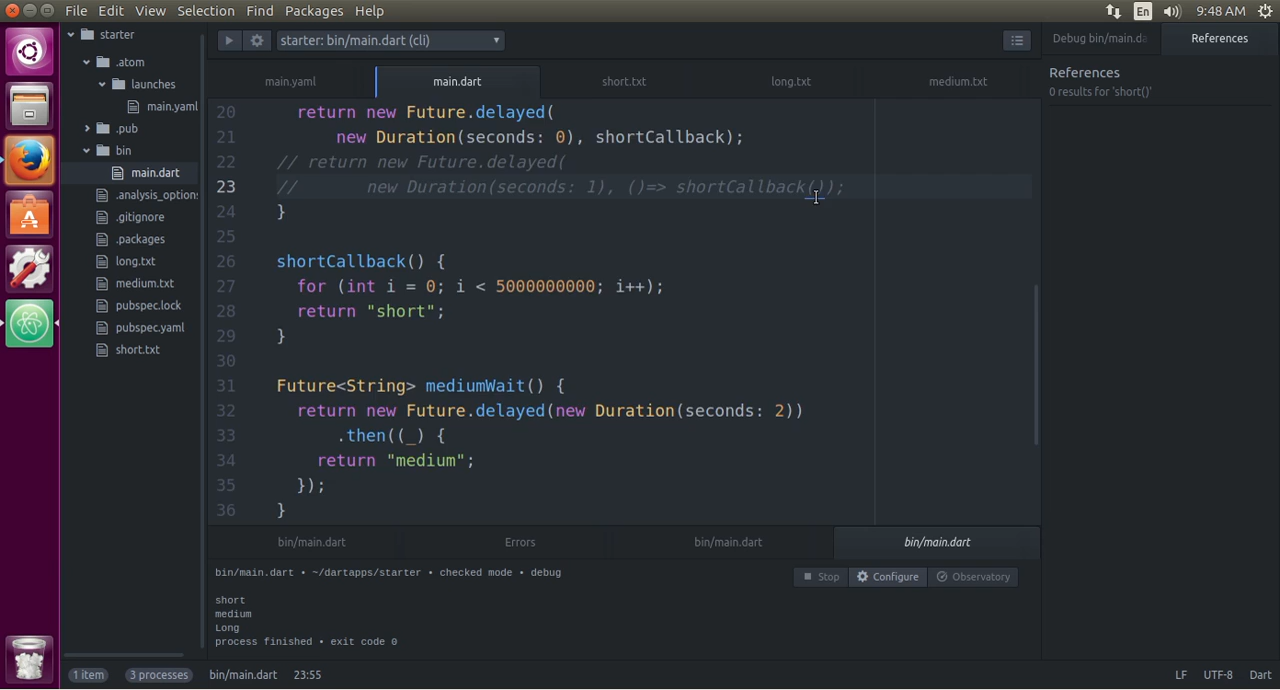 File Edit View Selection Find Packages Help
En
9:48 AM
starter
.atom
launches
main.yaml
.pub
bin
main.dart
.analysis_options
.gitignore
.packages
long.txt
medium.txt
pubspec.lock
pubspec.yaml
short.txt
starter: bin/main.dart (cli)
main.yaml main.dart short.txt long.txt medium.txt
20 return new Future.delayed(
21 new Duration(seconds: 0), shortCallback);
22 // return new Future.delayed(
23 // new Duration(seconds: 1), ()=> shortCallback());
24 }
25
26 shortCallback() {
27 for (int i = 0; i < 5000000000; i++);
28 return "short";
29 }
30
31 Future<String> mediumWait() {
32 return new Future.delayed(new Duration(seconds: 2))
33 .then((_) {
34 return "medium";
35 });
36 }
bin/main.dart Errors bin/main.dart bin/main.dart
bin/main.dart • ~/dartapps/starter • checked mode • debug
Stop Configure Observatory
short
medium
Long
process finished • exit code 0
Debug bin/main.da References
References
0 results for 'short()'
1 item 3 processes bin/main.dart 23:55
LF UTF-8 Dart